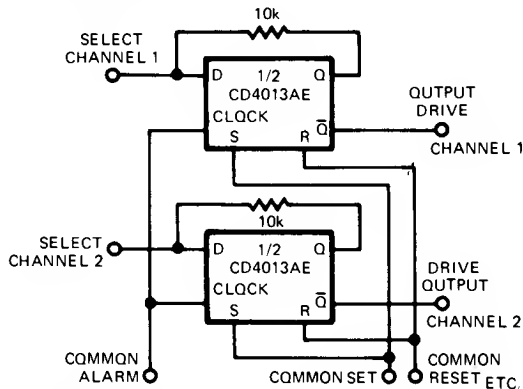 10k
SELECT
CHANNEL 1
D
1/2
Q
CD4013AE
CLOCK
S
R
Q̅
OUTPUT
DRIVE
CHANNEL 1
10k
SELECT
CHANNEL 2
D
1/2
Q
CD4013AE
CLOCK
S
R
Q̅
DRIVE
OUTPUT
CHANNEL 2
COMMON
ALARM
COMMON SET
COMMON
RESET ETC.